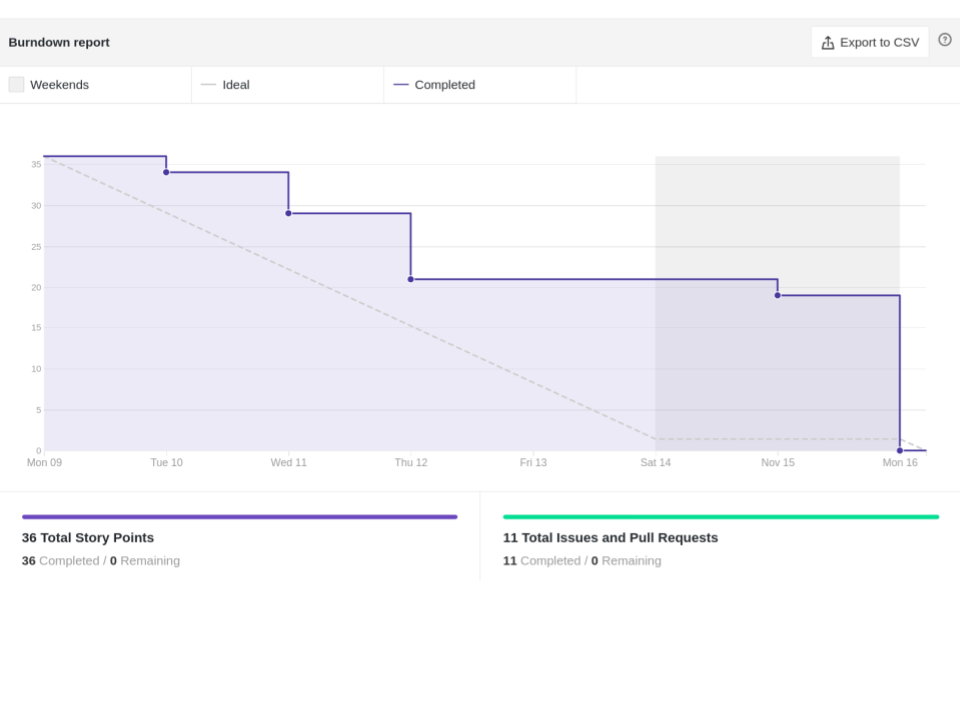 Burndown report
Export to CSV
Weekends
Ideal
Completed
35
30
25
20
15
10
5
0
Mon 09 Tue 10 Wed 11 Thu 12 Fri 13 Sat 14 Nov 15 Mon 16
36 Total Story Points
36 Completed / 0 Remaining
11 Total Issues and Pull Requests
11 Completed / 0 Remaining